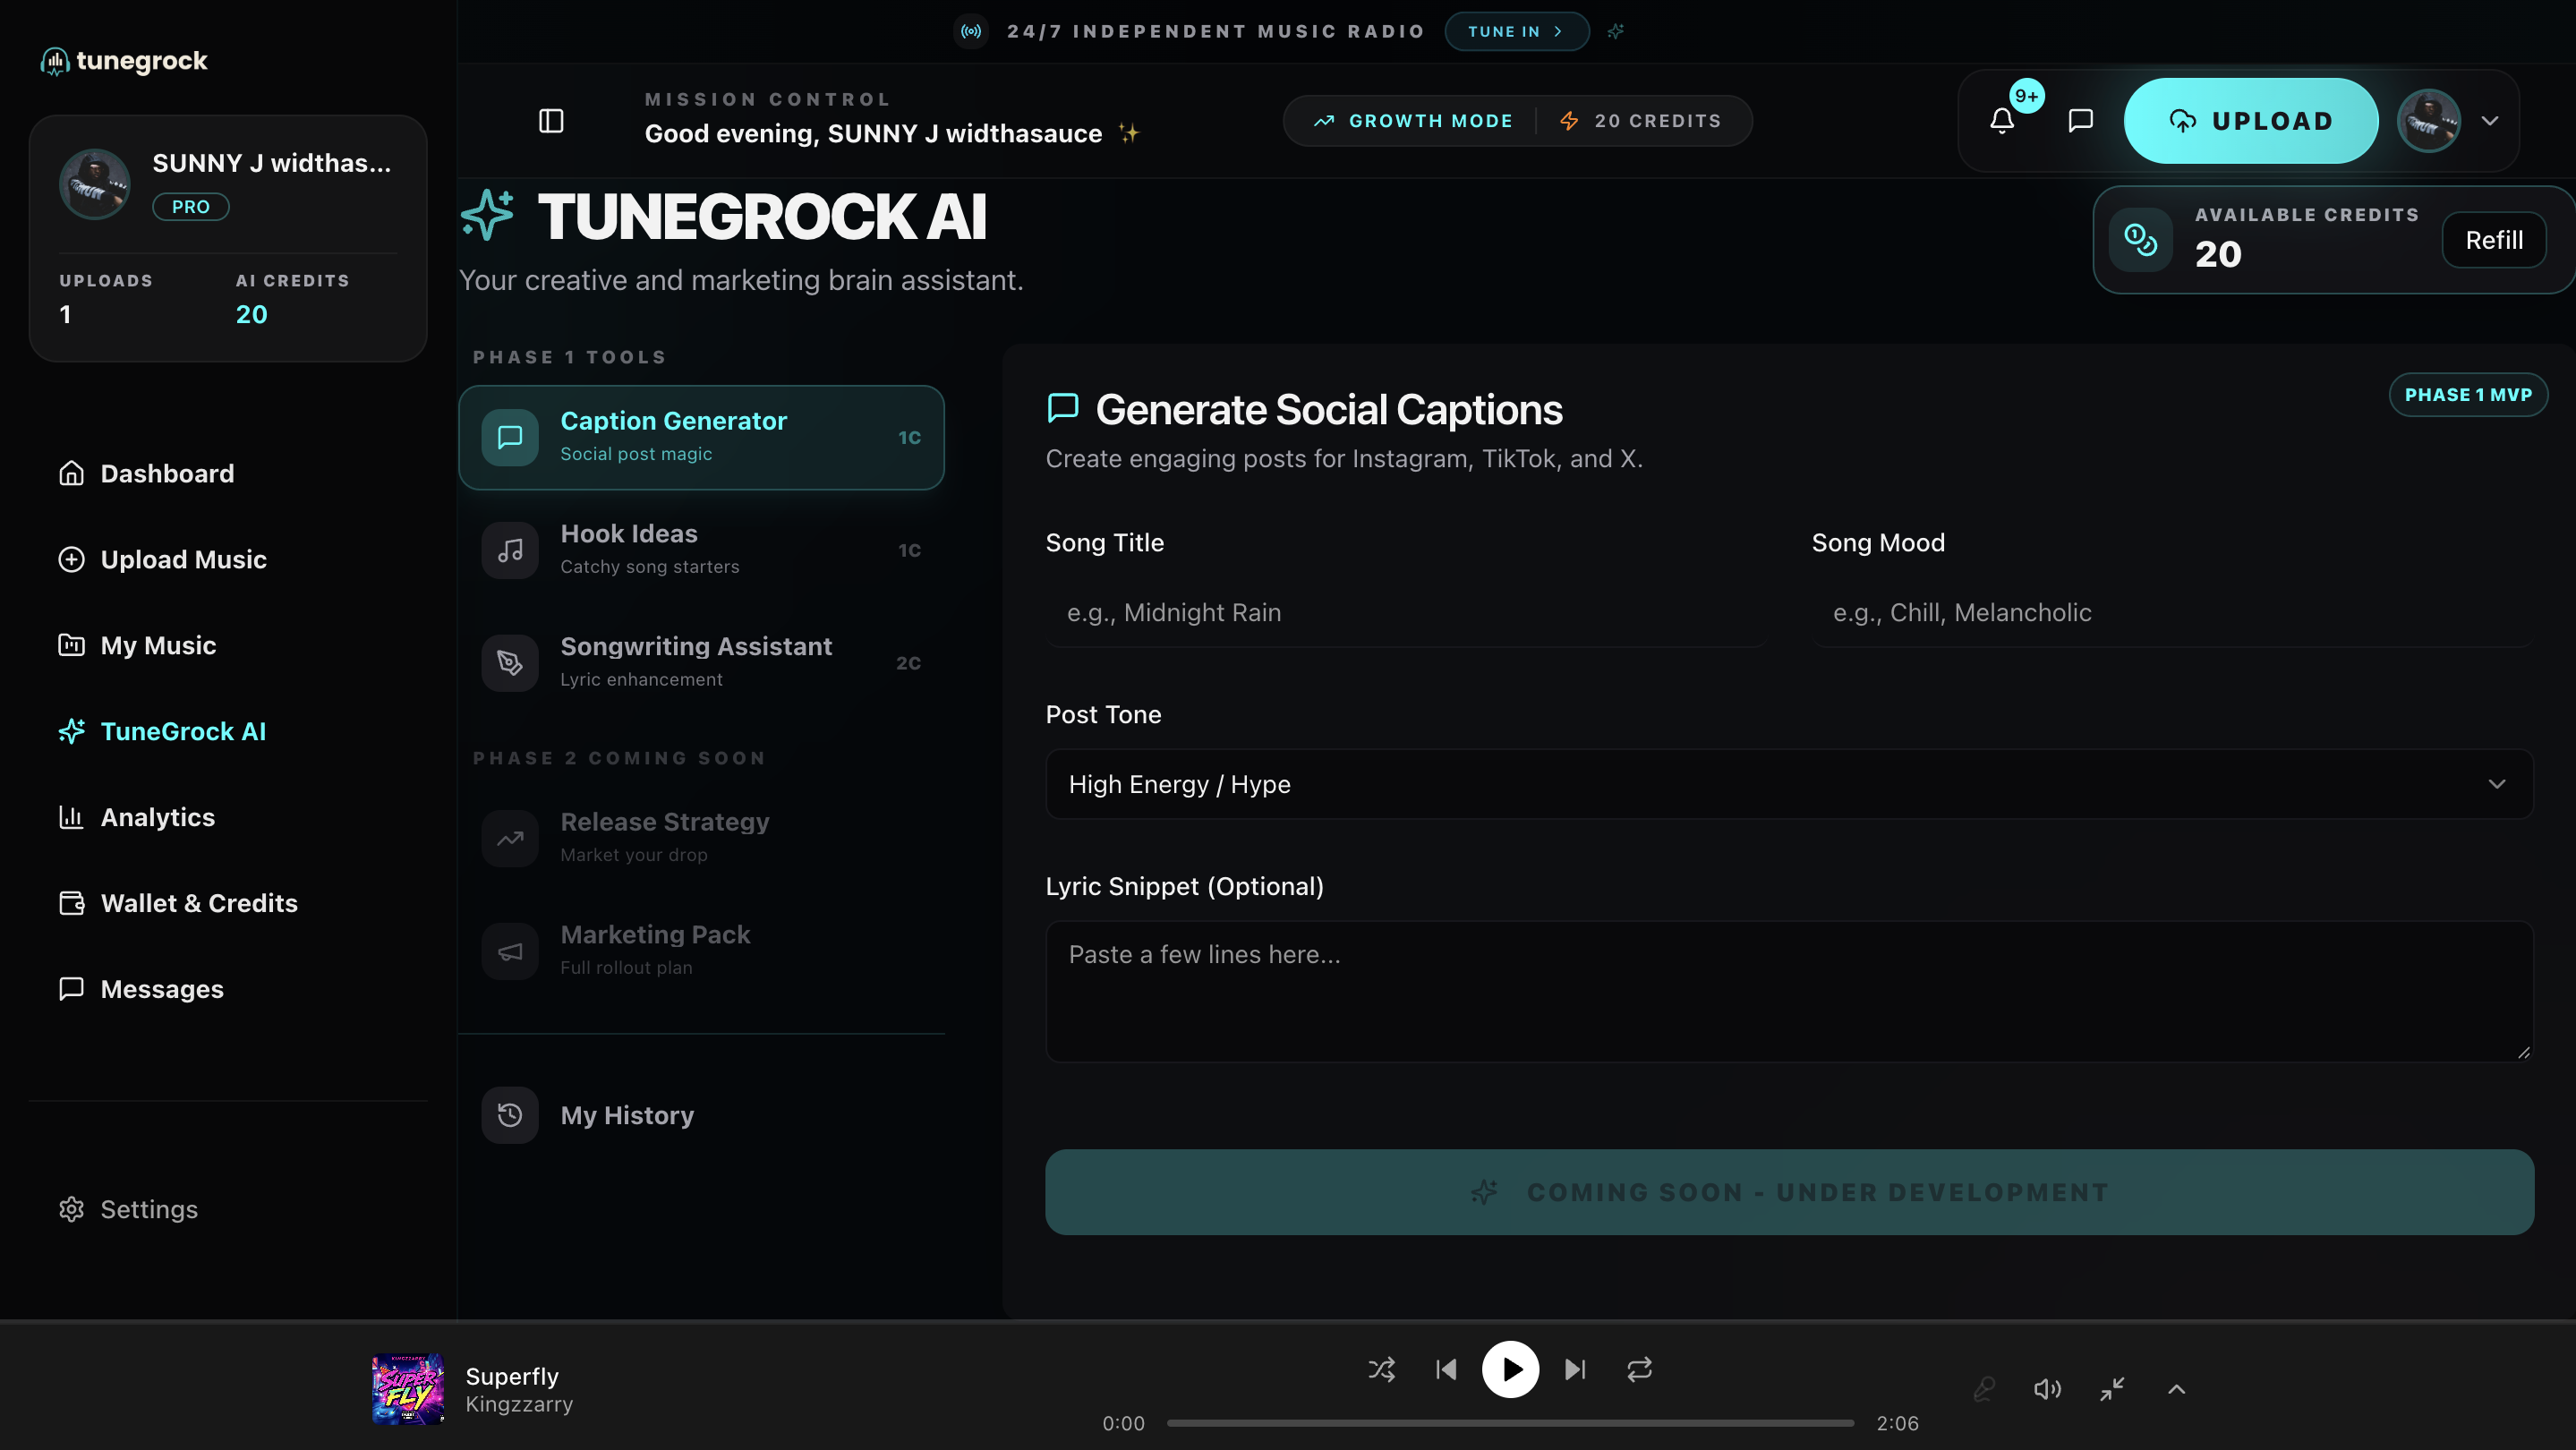 24/7 INDEPENDENT MUSIC RADIO
TUNE IN
tunegrock
SUNNY J widthas...
PRO
UPLOADS
1
AI CREDITS
20
Dashboard
Upload Music
My Music
TuneGrock AI
Analytics
Wallet & Credits
Messages
Settings
MISSION CONTROL
Good evening, SUNNY J widthasauce ✨
GROWTH MODE
20 CREDITS
9+
UPLOAD
TUNEGROCK AI
Your creative and marketing brain assistant.
AVAILABLE CREDITS
20
Refill
PHASE 1 TOOLS
Caption Generator
Social post magic
1C
Hook Ideas
Catchy song starters
1C
Songwriting Assistant
Lyric enhancement
2C
PHASE 2 COMING SOON
Release Strategy
Market your drop
Marketing Pack
Full rollout plan
My History
Generate Social Captions
PHASE 1 MVP
Create engaging posts for Instagram, TikTok, and X.
Song Title
e.g., Midnight Rain
Song Mood
e.g., Chill, Melancholic
Post Tone
High Energy / Hype
Lyric Snippet (Optional)
Paste a few lines here...
COMING SOON - UNDER DEVELOPMENT
KINGZZARRY
SUPER
FLY
Superfly
Kingzzarry
0:00
2:06